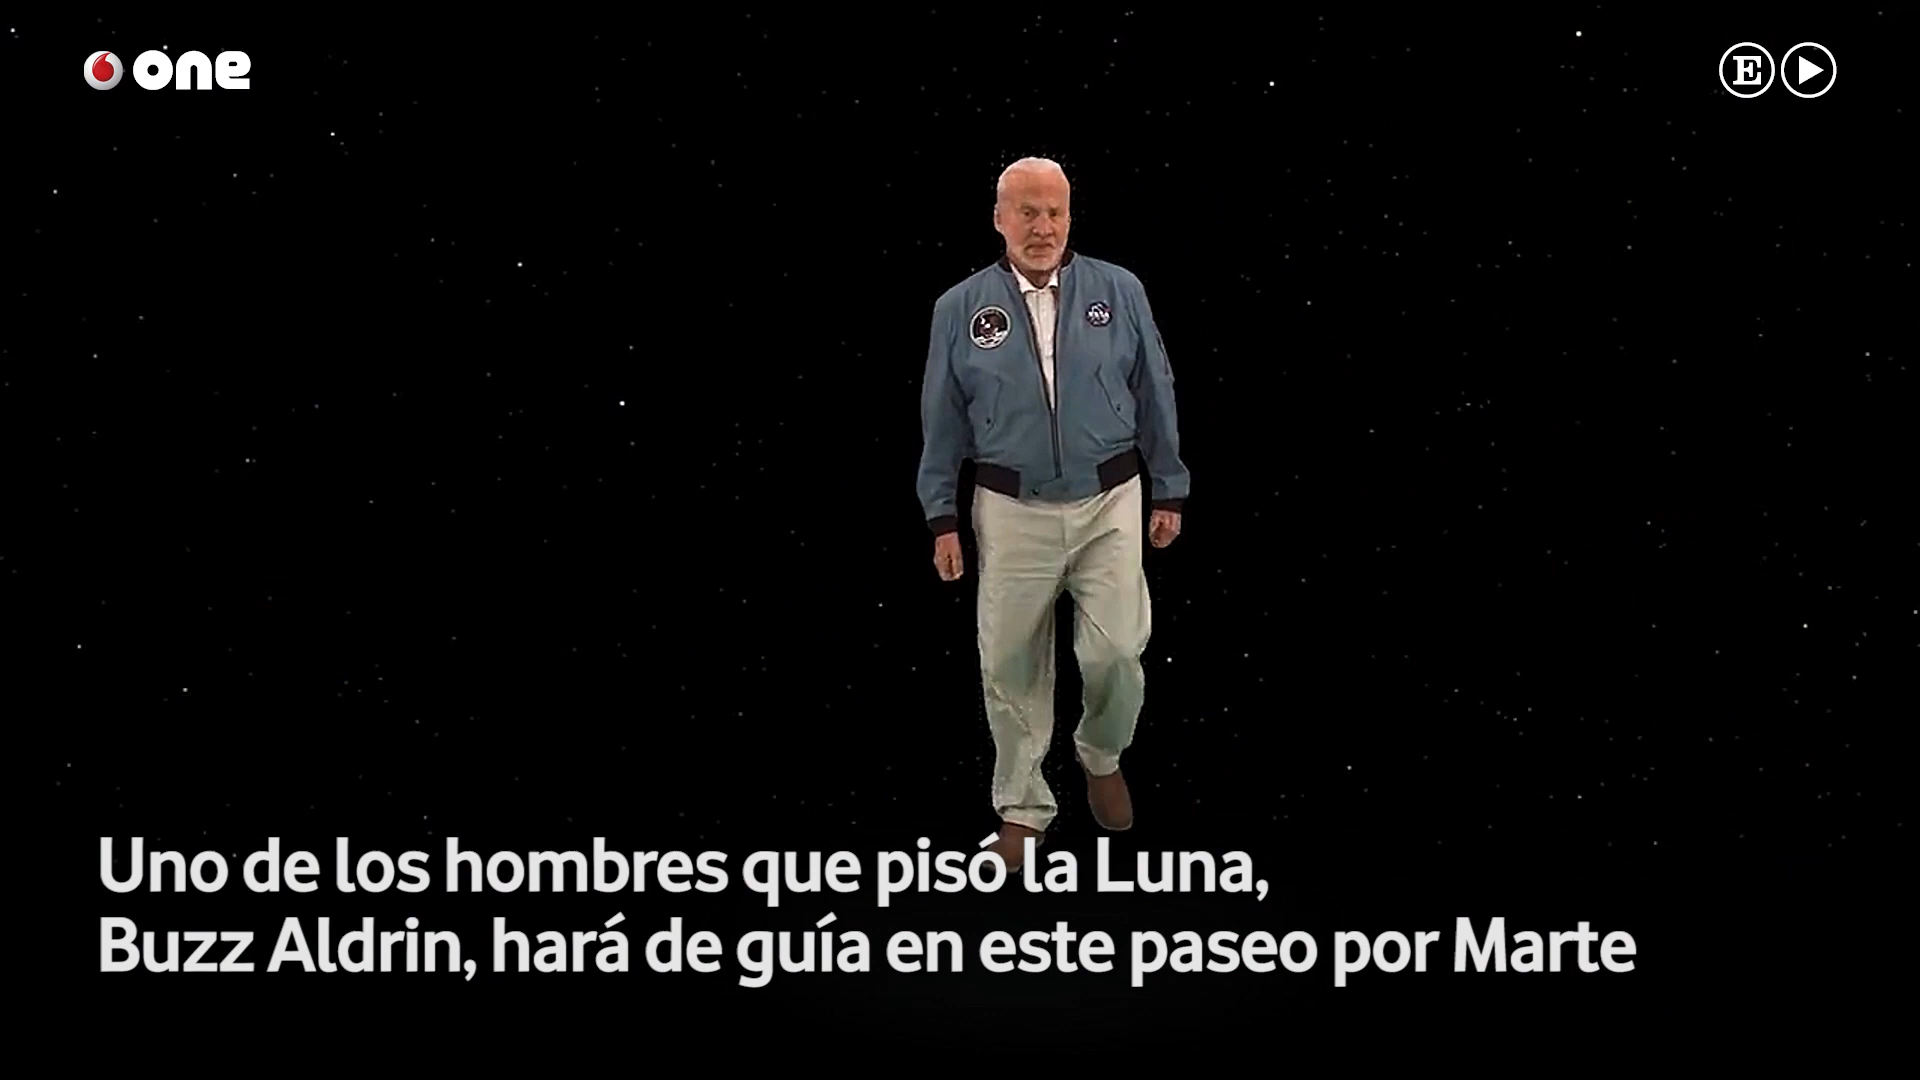 one
E
NASA
Uno de los hombres que pisó la Luna,
Buzz Aldrin, hará de guía en este paseo por Marte